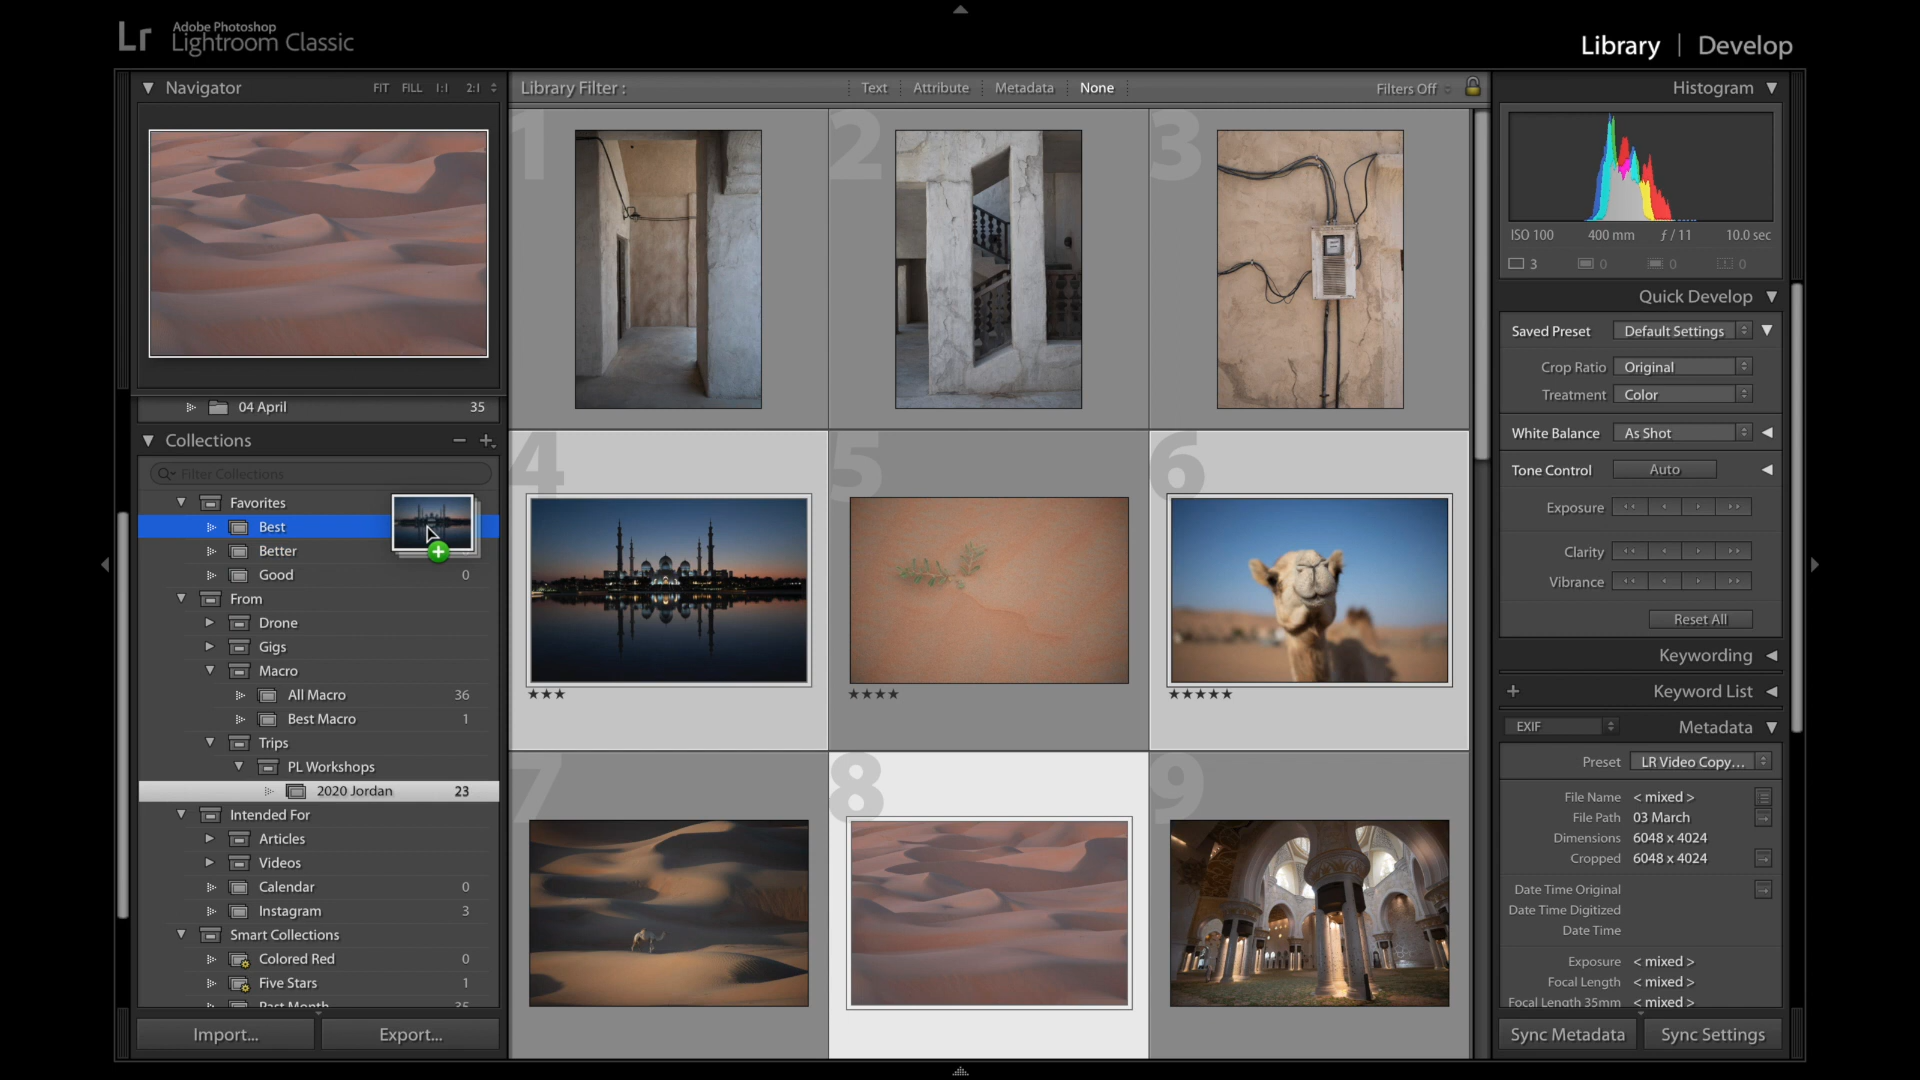 Lr Adobe Photoshop
Lightroom Classic
Library | Develop
Navigator FIT FILL 1:1 2:1
Library Filter : Text Attribute Metadata None Filters Off
Histogram
ISO 100 400 mm ƒ / 11 10.0 sec
3 0 0 0
Quick Develop
Saved Preset Default Settings
Crop Ratio Original
Treatment Color
White Balance As Shot
Tone Control Auto
Exposure
Clarity
Vibrance
Reset All
Keywording
+ Keyword List
EXIF Metadata
Preset LR Video Copy...
File Name < mixed >
File Path 03 March
Dimensions 6048 x 4024
Cropped 6048 x 4024
Date Time Original
Date Time Digitized
Date Time
Exposure < mixed >
Focal Length < mixed >
Focal Length 35mm < mixed >
Sync Metadata Sync Settings
04 April 35
Collections
Filter Collections
Favorites
Best
Better
Good 0
From
Drone
Gigs
Macro
All Macro 36
Best Macro 1
Trips
PL Workshops
2020 Jordan 23
Intended For
Articles
Videos
Calendar 0
Instagram 3
Smart Collections
Colored Red 0
Five Stars 1
Past Month 35
Import... Export...
1 2 3
4 5 6
★★★ ★★★★ ★★★★★
7 8 9